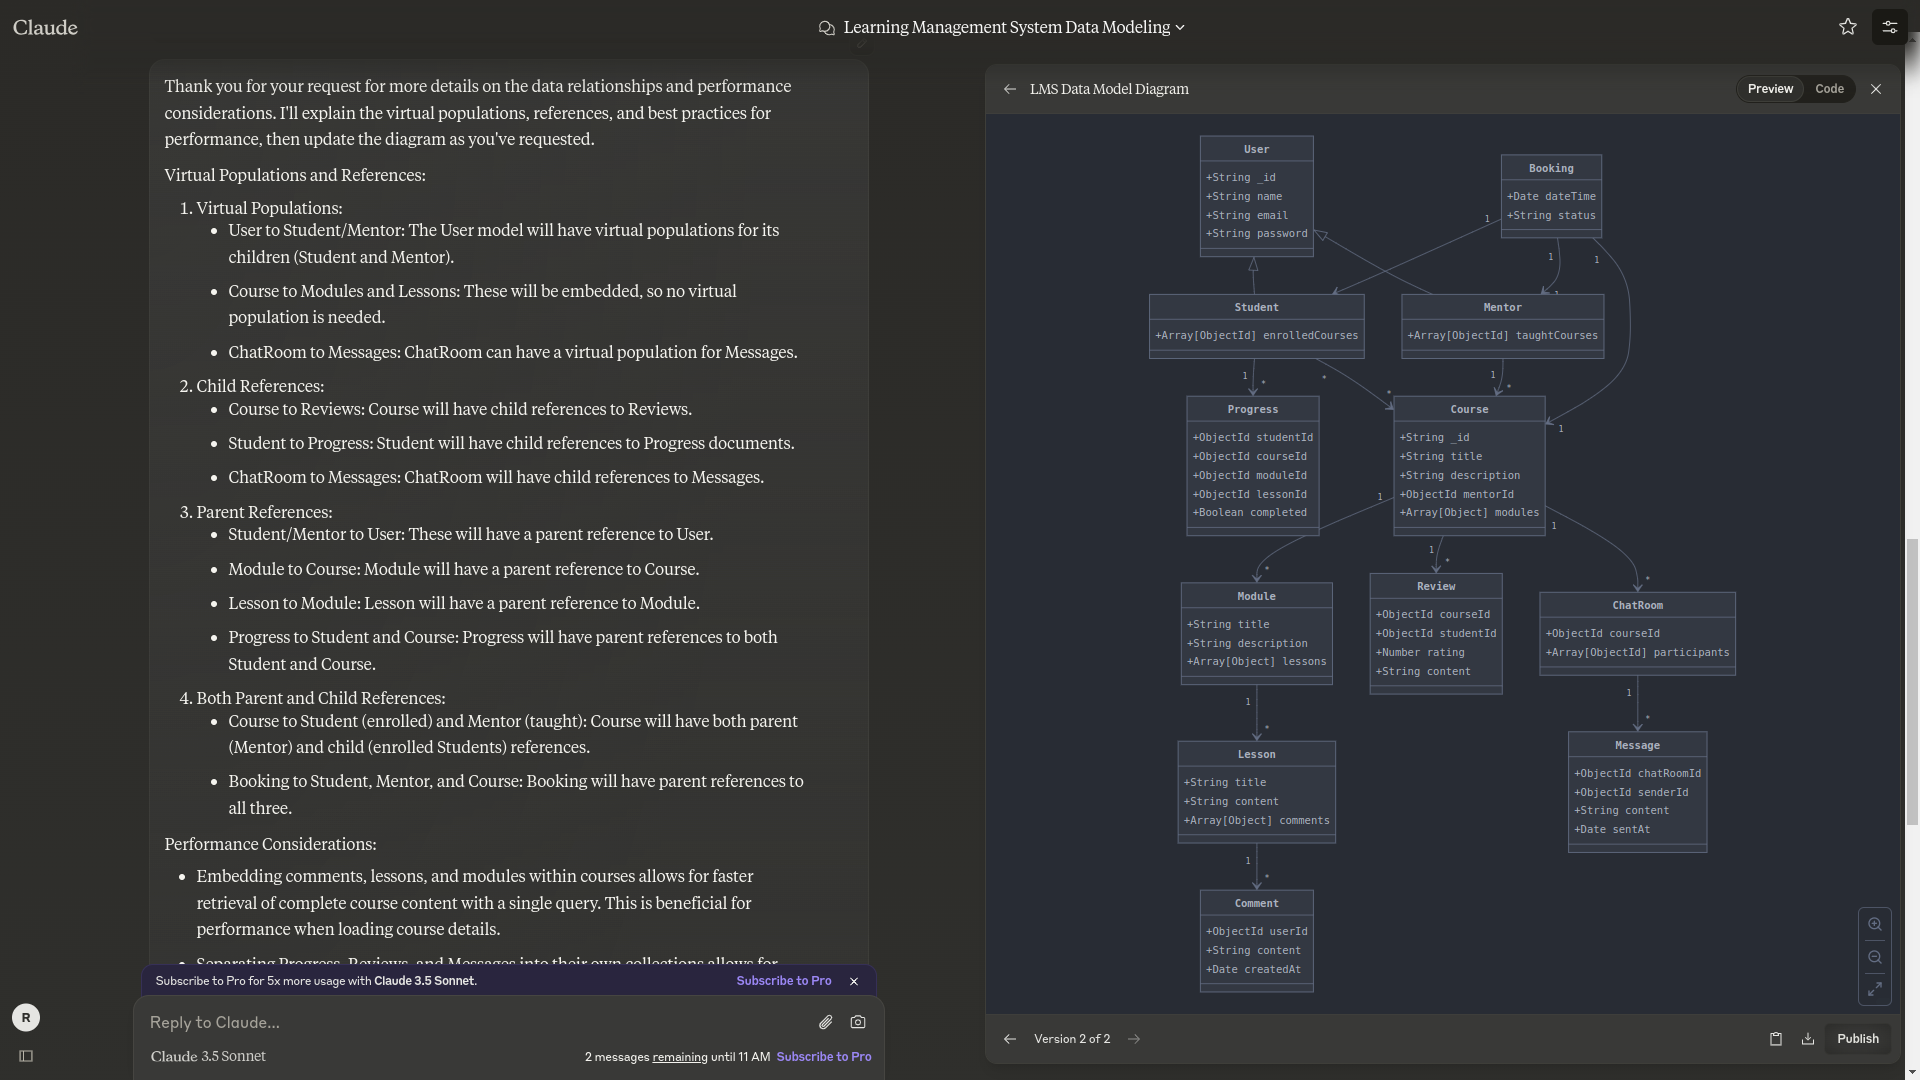 Claude
Learning Management System Data Modeling
Thank you for your request for more details on the data relationships and performance
considerations. I'll explain the virtual populations, references, and best practices for
performance, then update the diagram as you've requested.
Virtual Populations and References:
1. Virtual Populations:
• User to Student/Mentor: The User model will have virtual populations for its
children (Student and Mentor).
• Course to Modules and Lessons: These will be embedded, so no virtual
population is needed.
• ChatRoom to Messages: ChatRoom can have a virtual population for Messages.
2. Child References:
• Course to Reviews: Course will have child references to Reviews.
• Student to Progress: Student will have child references to Progress documents.
• ChatRoom to Messages: ChatRoom will have child references to Messages.
3. Parent References:
• Student/Mentor to User: These will have a parent reference to User.
• Module to Course: Module will have a parent reference to Course.
• Lesson to Module: Lesson will have a parent reference to Module.
• Progress to Student and Course: Progress will have parent references to both
Student and Course.
4. Both Parent and Child References:
• Course to Student (enrolled) and Mentor (taught): Course will have both parent
(Mentor) and child (enrolled Students) references.
• Booking to Student, Mentor, and Course: Booking will have parent references to
all three.
Performance Considerations:
• Embedding comments, lessons, and modules within courses allows for faster
retrieval of complete course content with a single query. This is beneficial for
performance when loading course details.
• Separating Progress, Reviews, and Messages into their own collections allows for
Subscribe to Pro for 5x more usage with Claude 3.5 Sonnet.
Subscribe to Pro
R
Reply to Claude...
Claude 3.5 Sonnet
2 messages remaining until 11 AM
Subscribe to Pro
LMS Data Model Diagram
Preview
Code
User
+String _id
+String name
+String email
+String password
Booking
+Date dateTime
+String status
1
1
1
Student
+Array[ObjectId] enrolledCourses
Mentor
+Array[ObjectId] taughtCourses
1
*
*
*
1
*
1
Progress
+ObjectId studentId
+ObjectId courseId
+ObjectId moduleId
+ObjectId lessonId
+Boolean completed
Course
+String _id
+String title
+String description
+ObjectId mentorId
+Array[Object] modules
1
1
1
*
*
*
Module
+String title
+String description
+Array[Object] lessons
Review
+ObjectId courseId
+ObjectId studentId
+Number rating
+String content
ChatRoom
+ObjectId courseId
+Array[ObjectId] participants
1
*
1
*
Lesson
+String title
+String content
+Array[Object] comments
Message
+ObjectId chatRoomId
+ObjectId senderId
+String content
+Date sentAt
1
*
Comment
+ObjectId userId
+String content
+Date createdAt
Version 2 of 2
Publish